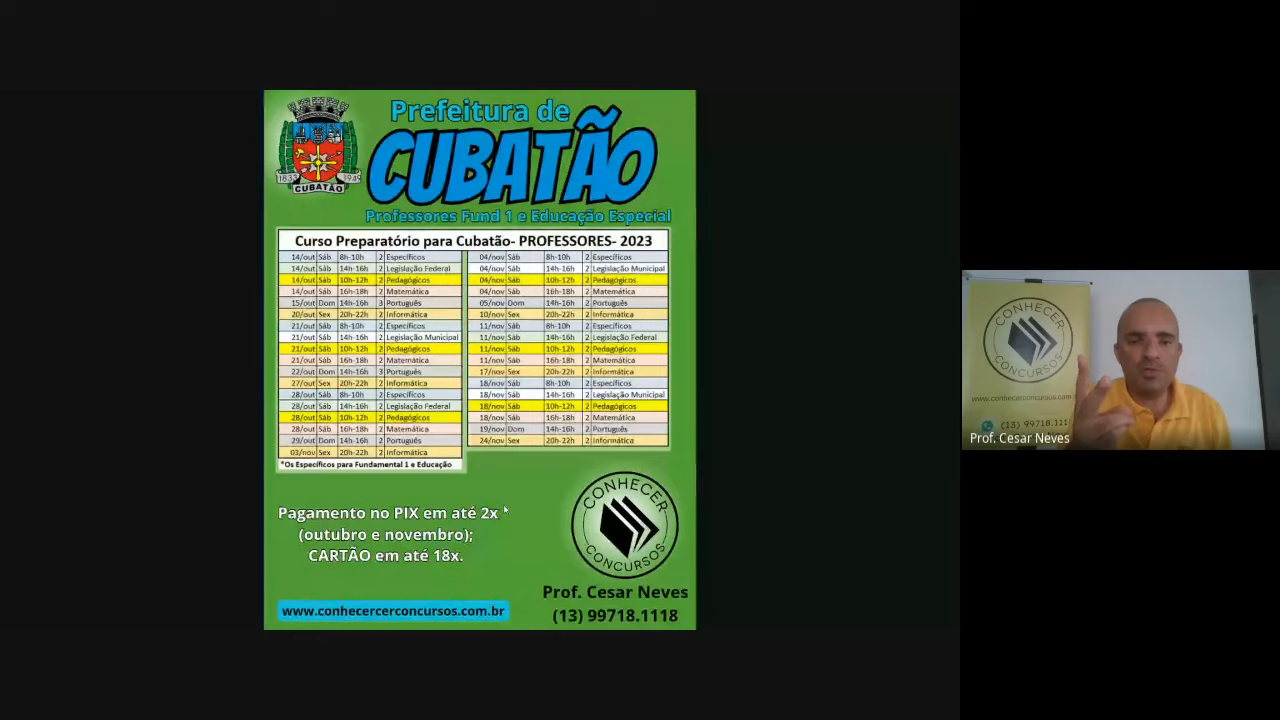 Prefeitura de
CUBATÃO
1833 1949
CUBATÃO
Professores Fund 1 e Educação Especial
Curso Preparatório para Cubatão- PROFESSORES- 2023
14/out Sáb 8h-10h 2 Específicos
14/out Sáb 14h-16h 2 Legislação Federal
14/out Sáb 10h-12h 2 Pedagógicos
14/out Sáb 16h-18h 2 Matemática
15/out Dom 14h-16h 3 Português
20/out Sex 20h-22h 2 Informática
21/out Sáb 8h-10h 2 Específicos
21/out Sáb 14h-16h 2 Legislação Municipal
21/out Sáb 10h-12h 2 Pedagógicos
21/out Sáb 16h-18h 2 Matemática
22/out Dom 14h-16h 3 Português
27/out Sex 20h-22h 2 Informática
28/out Sáb 8h-10h 2 Específicos
28/out Sáb 14h-16h 2 Legislação Federal
28/out Sáb 10h-12h 2 Pedagógicos
28/out Sáb 16h-18h 2 Matemática
29/out Dom 14h-16h 2 Português
03/nov Sex 20h-22h 2 Informática
*Os Específicos para Fundamental 1 e Educação
04/nov Sáb 8h-10h 2 Específicos
04/nov Sáb 14h-16h 2 Legislação Municipal
04/nov Sáb 10h-12h 2 Pedagógicos
04/nov Sáb 16h-18h 2 Matemática
05/nov Dom 14h-16h 2 Português
10/nov Sex 20h-22h 2 Informática
11/nov Sáb 8h-10h 2 Específicos
11/nov Sáb 14h-16h 2 Legislação Federal
11/nov Sáb 10h-12h 2 Pedagógicos
11/nov Sáb 16h-18h 2 Matemática
17/nov Sex 20h-22h 2 Informática
18/nov Sáb 8h-10h 2 Específicos
18/nov Sáb 14h-16h 2 Legislação Municipal
18/nov Sáb 10h-12h 2 Pedagógicos
18/nov Sáb 16h-18h 2 Matemática
19/nov Dom 14h-16h 2 Português
24/nov Sex 20h-22h 2 Informática
Pagamento no PIX em até 2x
(outubro e novembro);
CARTÃO em até 18x.
www.conhecercerconcursos.com.br
CONHECER
CONCURSOS
Prof. Cesar Neves
(13) 99718.1118
CONHECER
CONCURSOS
www.conhecerconcursos.com
(13) 99718.111
Prof. Cesar Neves